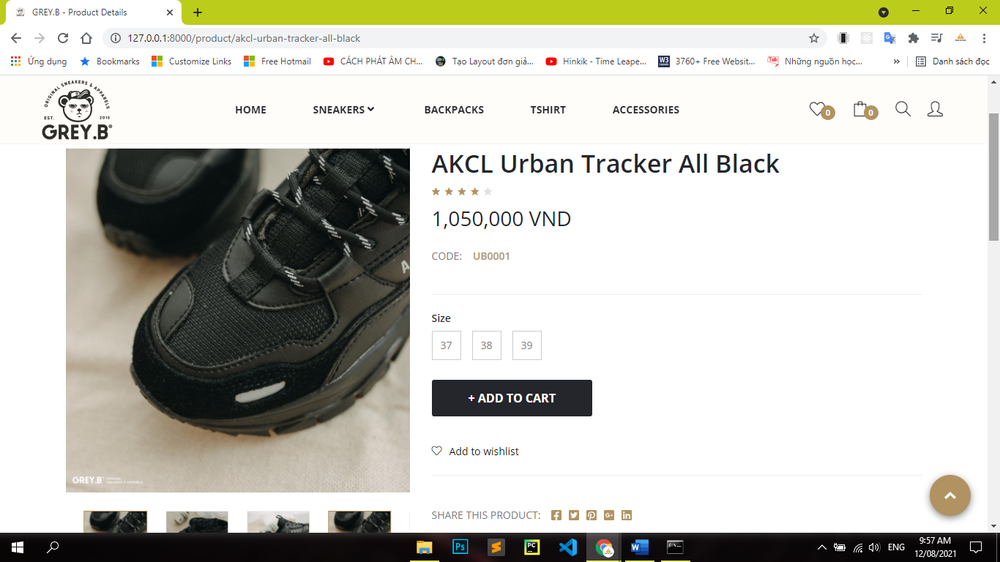 GREY.B - Product Details
127.0.0.1:8000/product/akcl-urban-tracker-all-black
Ứng dụng
Bookmarks
Customize Links
Free Hotmail
CÁCH PHÁT ÂM CH...
Tạo Layout đơn giả...
Hinkik - Time Leape...
W3
3760+ Free Websit...
Những nguồn học...
»
Danh sách đọc
ORIGINAL SNEAKERS & APPARELS
EST. 2015
GREY.B®
HOME
SNEAKERS
BACKPACKS
TSHIRT
ACCESSORIES
0
0
AKCL Urban Tracker All Black
1,050,000 VND
CODE: UB0001
Size
37 38 39
+ ADD TO CART
Add to wishlist
GREY.B
SHARE THIS PRODUCT:
Ps
PC
ENG
9:57 AM
12/08/2021